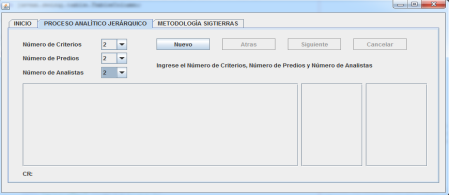 INICIO PROCESO ANALÍTICO JERÁRQUICO METODOLOGÍA SIGTIERRAS
Número de Criterios 2 Nuevo Atras Siguiente Cancelar
Número de Predios 2
Ingrese el Número de Criterios, Número de Predios y Número de Analistas
Número de Analistas 2
CR: